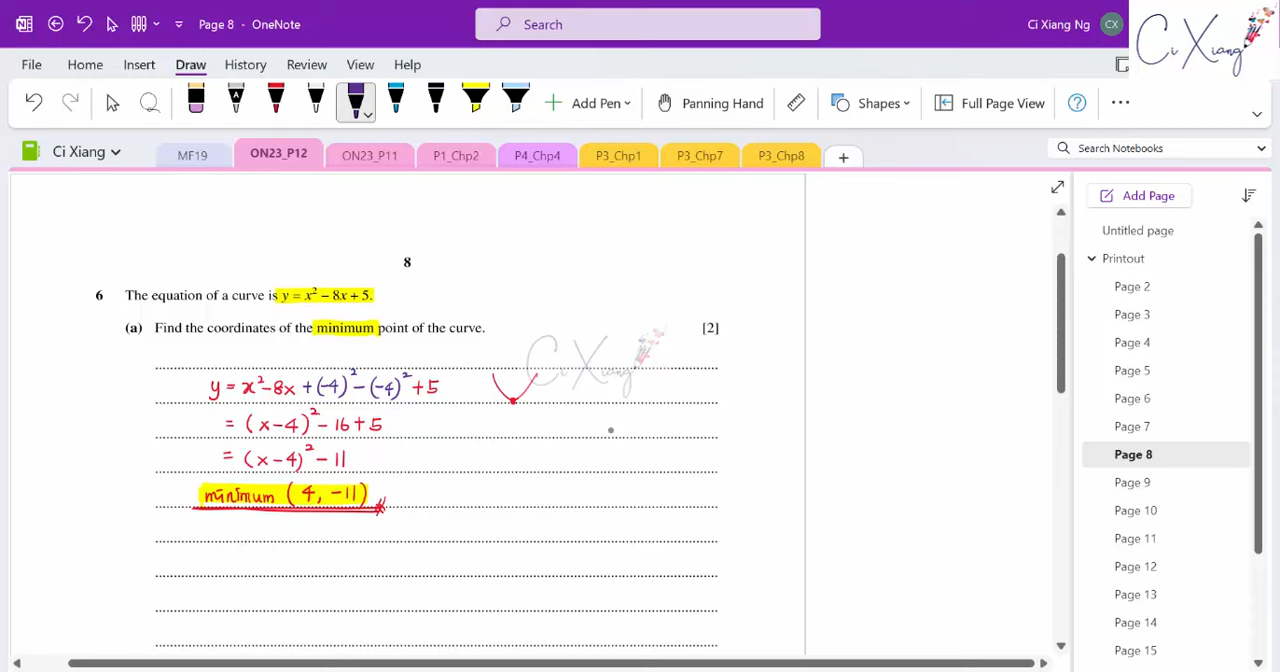 Page 8 - OneNote
Search
Ci Xiang Ng
CX
Ci Xiang
File Home Insert Draw History Review View Help
A
Add Pen
Panning Hand
Shapes
Full Page View
?
Ci Xiang
MF19
ON23_P12
ON23_P11
P1_Chp2
P4_Chp4
P3_Chp1
P3_Chp7
P3_Chp8
Search Notebooks
Add Page
Untitled page
Printout
Page 2
Page 3
Page 4
Page 5
Page 6
Page 7
Page 8
Page 9
Page 10
Page 11
Page 12
Page 13
Page 14
Page 15
8
6 The equation of a curve is y = x² − 8x + 5.
(a) Find the coordinates of the minimum point of the curve. [2]
Ci Xiang
y = x²-8x +(-4)² -(-4)² +5
= (x-4)² - 16 + 5
= (x-4)² - 11
minimum (4, -11)